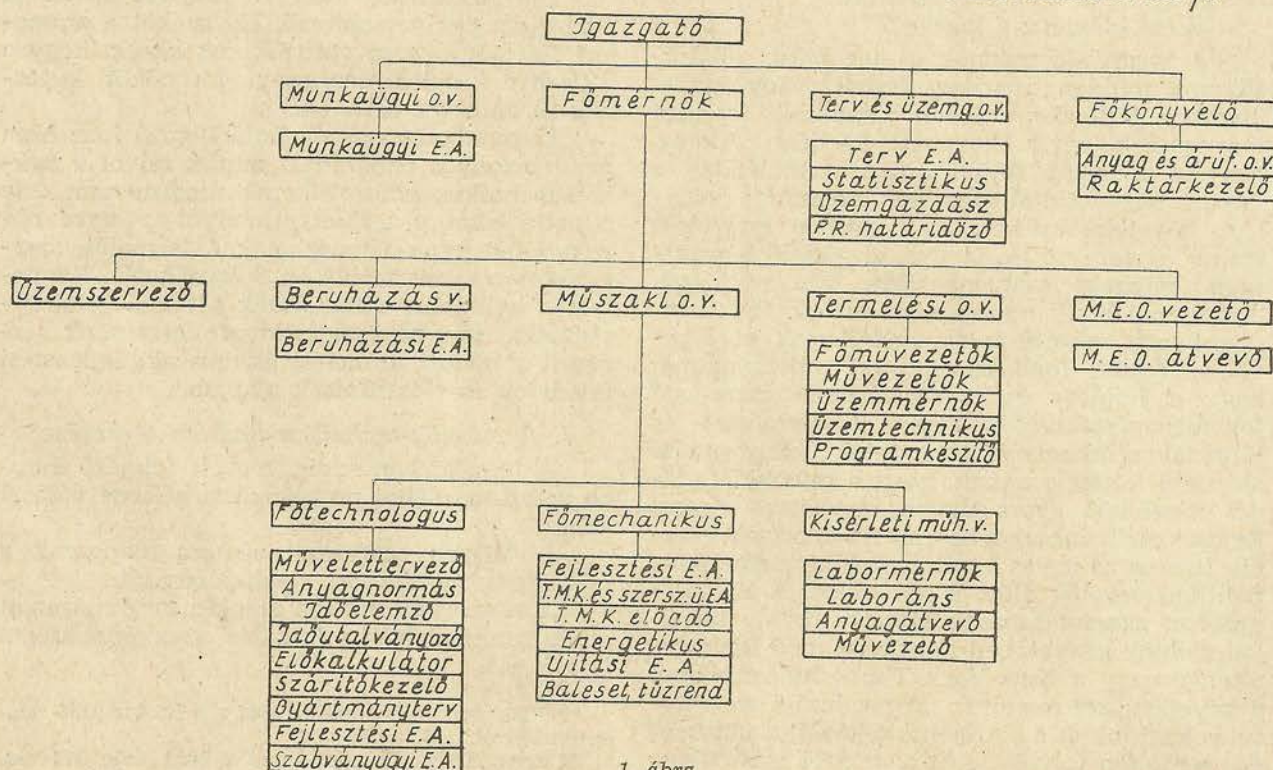 Igazgató
Munkaügyi o.v.
Munkaügyi E.A.
Főmérnök
Terv és üzemg. o.v.
Terv E.A.
Statisztikus
Üzemgazdász
P.R. határidőző
Főkönyvelő
Anyag és áruf. o.v.
Raktárkezelő
Üzemszervező
Beruházás v.
Beruházási E.A.
Műszaki o.v.
Termelési o.v.
Főművezetők
Művezetők
Üzemmérnök
Üzemtechnikus
Programkészítő
M.E.O. vezető
M.E.O. átvevő
Főtechnológus
Művelettervező
Anyagnormás
Időelemző
Időutalványozó
Előkalkulátor
Szárítókezelő
Gyártmányterv
Fejlesztési E.A.
Szabványügyi E.A.
Főmechanikus
Fejlesztési E.A.
T.M.K. és szersz. ü. E.A.
T.M.K. előadó
Energetikus
Ujítási E.A.
Baleset, tűzrend
Kisérleti műh. v.
Labormérnök
Laboráns
Anyagátvevő
Művezető
1. ábra